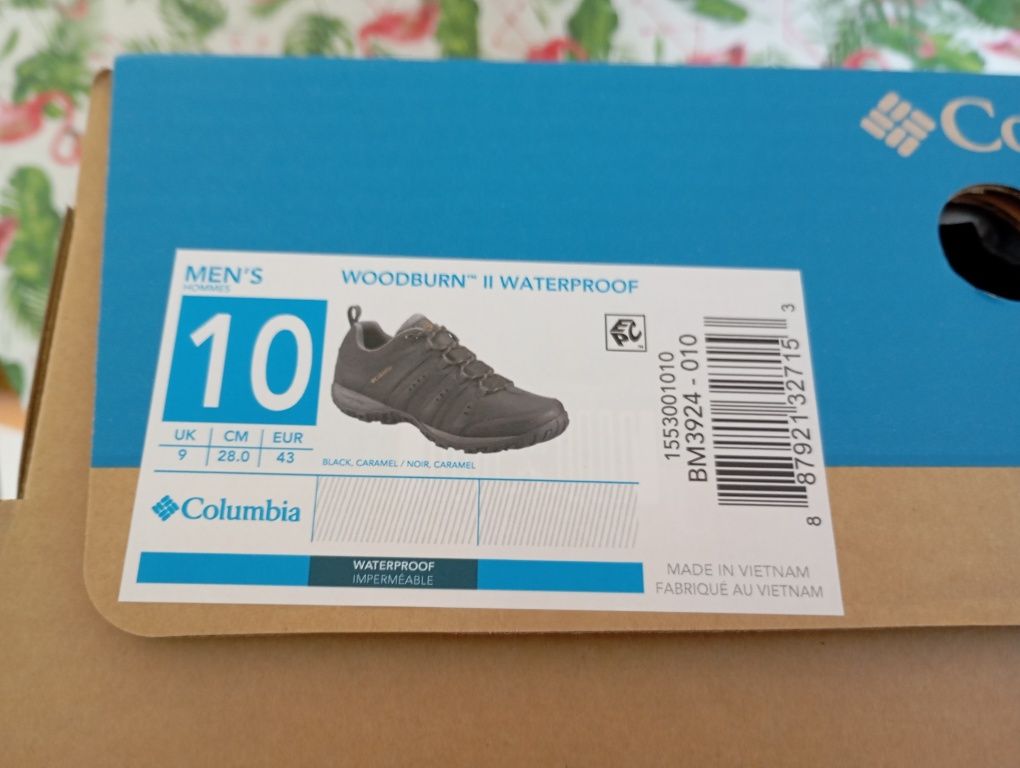 Co
MEN'S
HOMMES
WOODBURN™ II WATERPROOF
10
UK CM EUR
9 28.0 43
BLACK, CARAMEL / NOIR, CARAMEL
Columbia
WATERPROOF
IMPERMÉABLE
EPC™
1553001010
BM3924 - 010
8 87921 32715 3
MADE IN VIETNAM
FABRIQUÉ AU VIETNAM